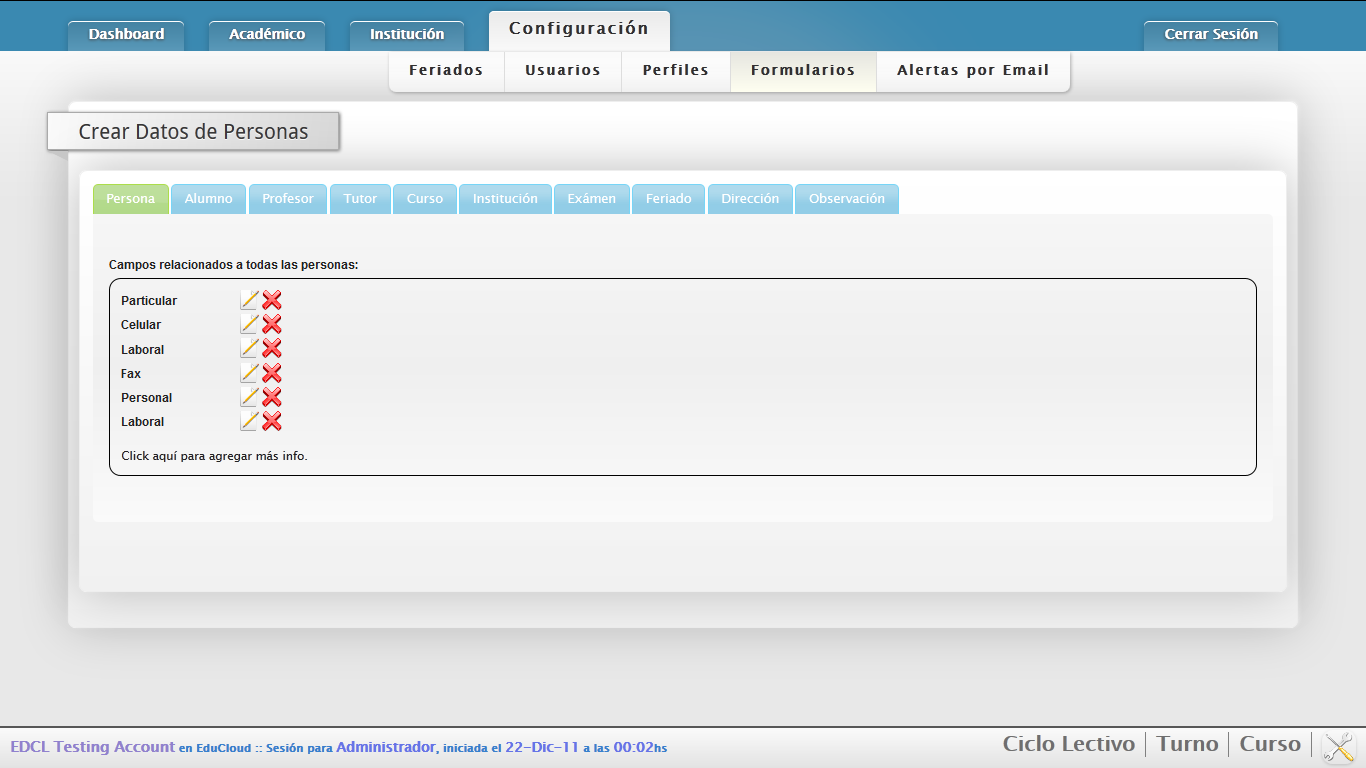 Dashboard Académico Institución Configuración Cerrar Sesión
Feriados Usuarios Perfiles Formularios Alertas por Email
Crear Datos de Personas
Persona Alumno Profesor Tutor Curso Institución Exámen Feriado Dirección Observación
Campos relacionados a todas las personas:
Particular
Celular
Laboral
Fax
Personal
Laboral
Click aquí para agregar más info.
EDCL Testing Account en EduCloud :: Sesión para Administrador, iniciada el 22-Dic-11 a las 00:02hs Ciclo Lectivo Turno Curso